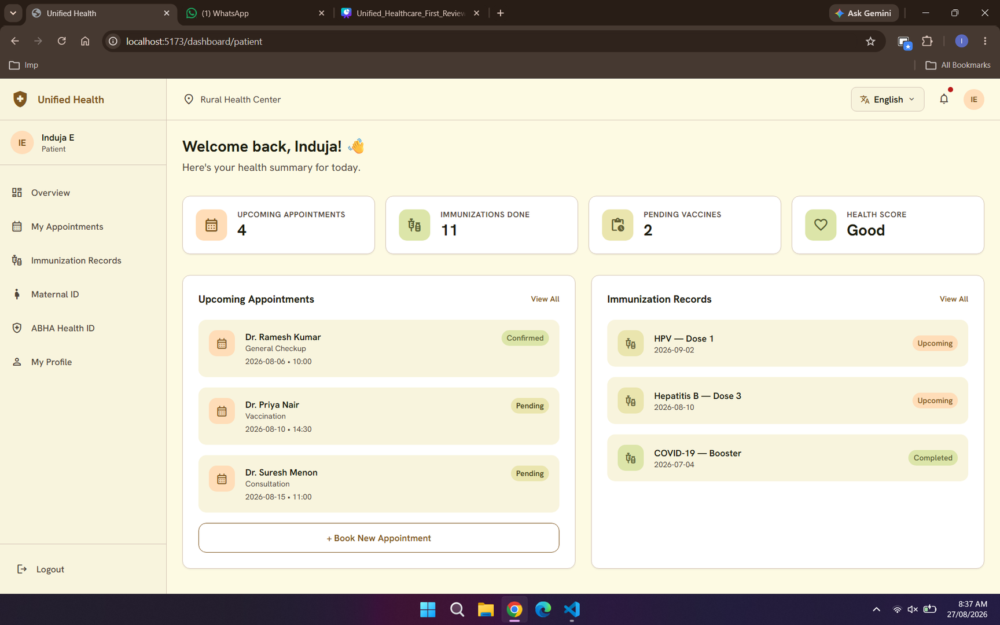 Unified Health
(1) WhatsApp
Unified_Healthcare_First_Review
Ask Gemini
localhost:5173/dashboard/patient
I
Imp
All Bookmarks
Unified Health
Rural Health Center
English
IE
IE
Induja E
Patient
Overview
My Appointments
Immunization Records
Maternal ID
ABHA Health ID
My Profile
Logout
Welcome back, Induja! 👋
Here's your health summary for today.
UPCOMING APPOINTMENTS
4
IMMUNIZATIONS DONE
11
PENDING VACCINES
2
HEALTH SCORE
Good
Upcoming Appointments
View All
Dr. Ramesh Kumar
General Checkup
2026-08-06 • 10:00
Confirmed
Dr. Priya Nair
Vaccination
2026-08-10 • 14:30
Pending
Dr. Suresh Menon
Consultation
2026-08-15 • 11:00
Pending
+ Book New Appointment
Immunization Records
View All
HPV — Dose 1
2026-09-02
Upcoming
Hepatitis B — Dose 3
2026-08-10
Upcoming
COVID-19 — Booster
2026-07-04
Completed
8:37 AM
27/08/2026